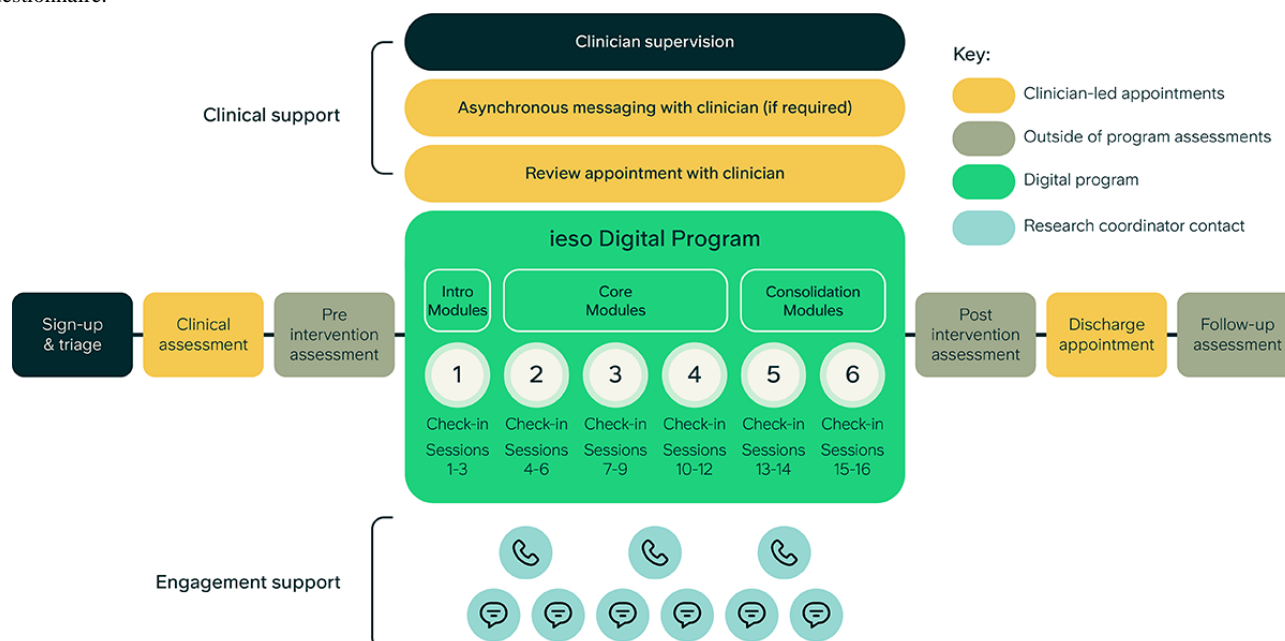 Clinician supervision
Clinical support
Asynchronous messaging with clinician (if required)
Review appointment with clinician
Key:
Clinician-led appointments
Outside of program assessments
Digital program
Research coordinator contact
Sign-up
& triage
Clinical
assessment
Pre
intervention
assessment
ieso Digital Program
Intro
Modules
Core
Modules
Consolidation
Modules
1
2
3
4
5
6
Check-in
Check-in
Check-in
Check-in
Check-in
Check-in
Sessions
1-3
Sessions
4-6
Sessions
7-9
Sessions
10-12
Sessions
13-14
Sessions
15-16
Post
intervention
assessment
Discharge
appointment
Follow-up
assessment
Engagement support